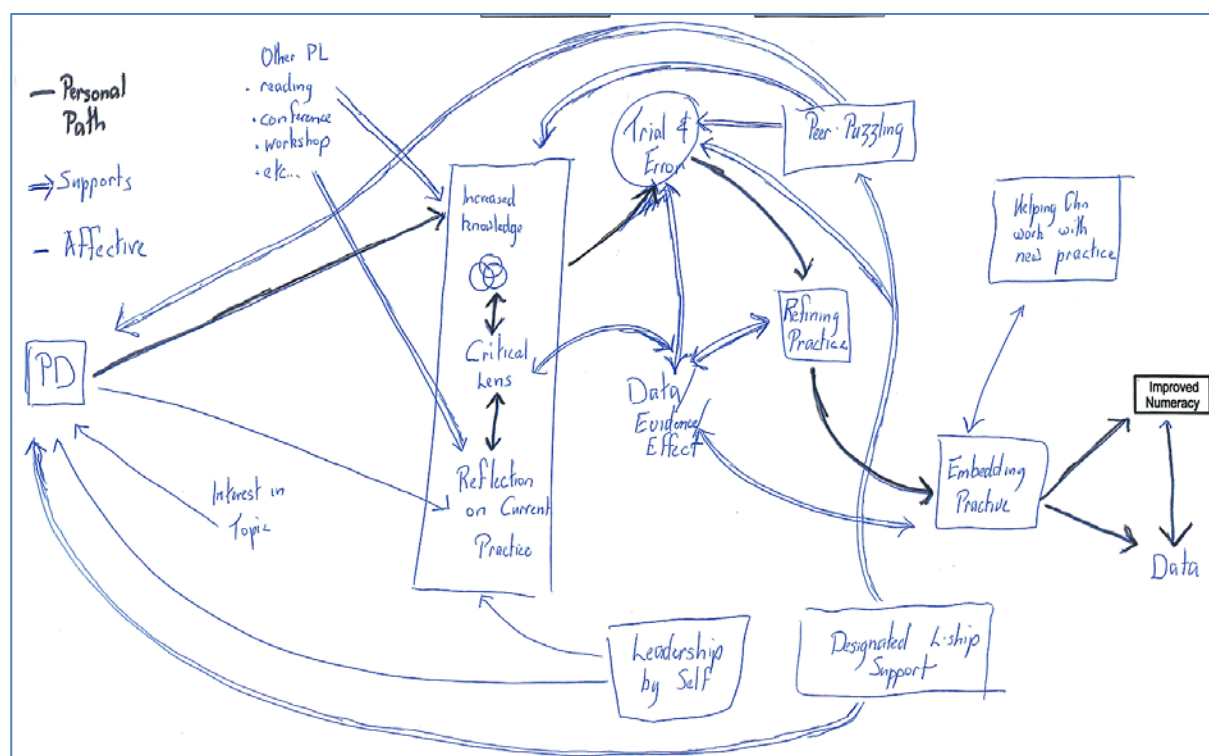 Personal
Path
Supports
Affective
Other PL
• reading
• conference
• workshop
• etc...
Trial &
Error
Peer-Puzzling
Increased
knowledge
Helping Chn
work with
new practice
Critical
Lens
Refining
Practice
PD
Data
Evidence
Effect
Improved
Numeracy
Interest in
Topic
Reflection
on Current
Practice
Embedding
Practice
Data
Leadership
by Self
Designated L-ship
Support